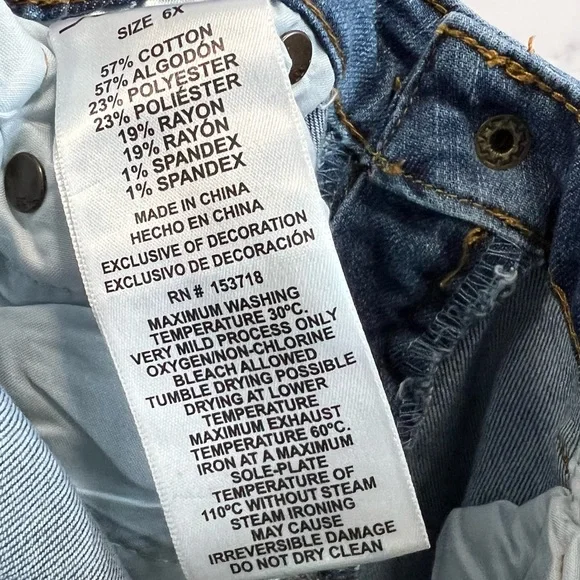 SIZE 6X
57% COTTON
57% ALGODÓN
23% POLYESTER
23% POLIÉSTER
19% RAYON
19% RAYÓN
1% SPANDEX
1% SPANDEX
MADE IN CHINA
HECHO EN CHINA
EXCLUSIVE OF DECORATION
EXCLUSIVO DE DECORACIÓN
RN # 153718
MAXIMUM WASHING
TEMPERATURE 30ºC.
VERY MILD PROCESS ONLY
OXYGEN/NON-CHLORINE
BLEACH ALLOWED
TUMBLE DRYING POSSIBLE
DRYING AT LOWER
TEMPERATURE
MAXIMUM EXHAUST
TEMPERATURE 60ºC.
IRON AT A MAXIMUM
SOLE-PLATE
TEMPERATURE OF
110ºC WITHOUT STEAM
STEAM IRONING
MAY CAUSE
IRREVERSIBLE DAMAGE
DO NOT DRY CLEAN